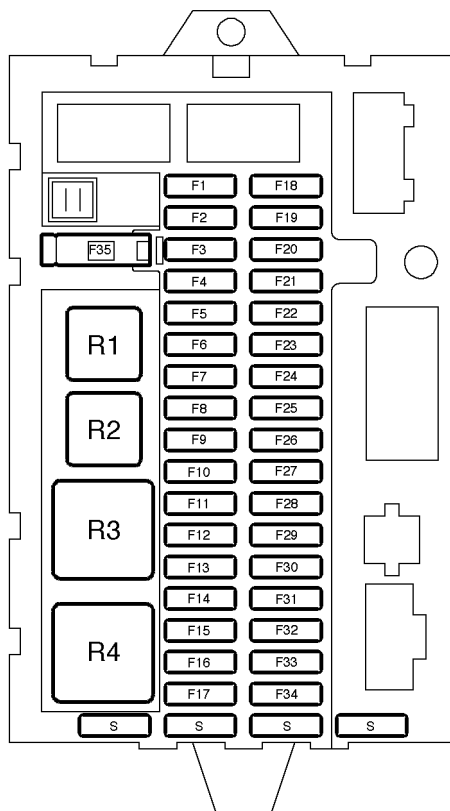 F1 F18
F2 F19
F35 F3 F20
F4 F21
F5 F22
R1 F6 F23
F7 F24
F8 F25
R2 F9 F26
F10 F27
F11 F28
R3 F12 F29
F13 F30
F14 F31
F15 F32
R4 F16 F33
F17 F34
S S S S